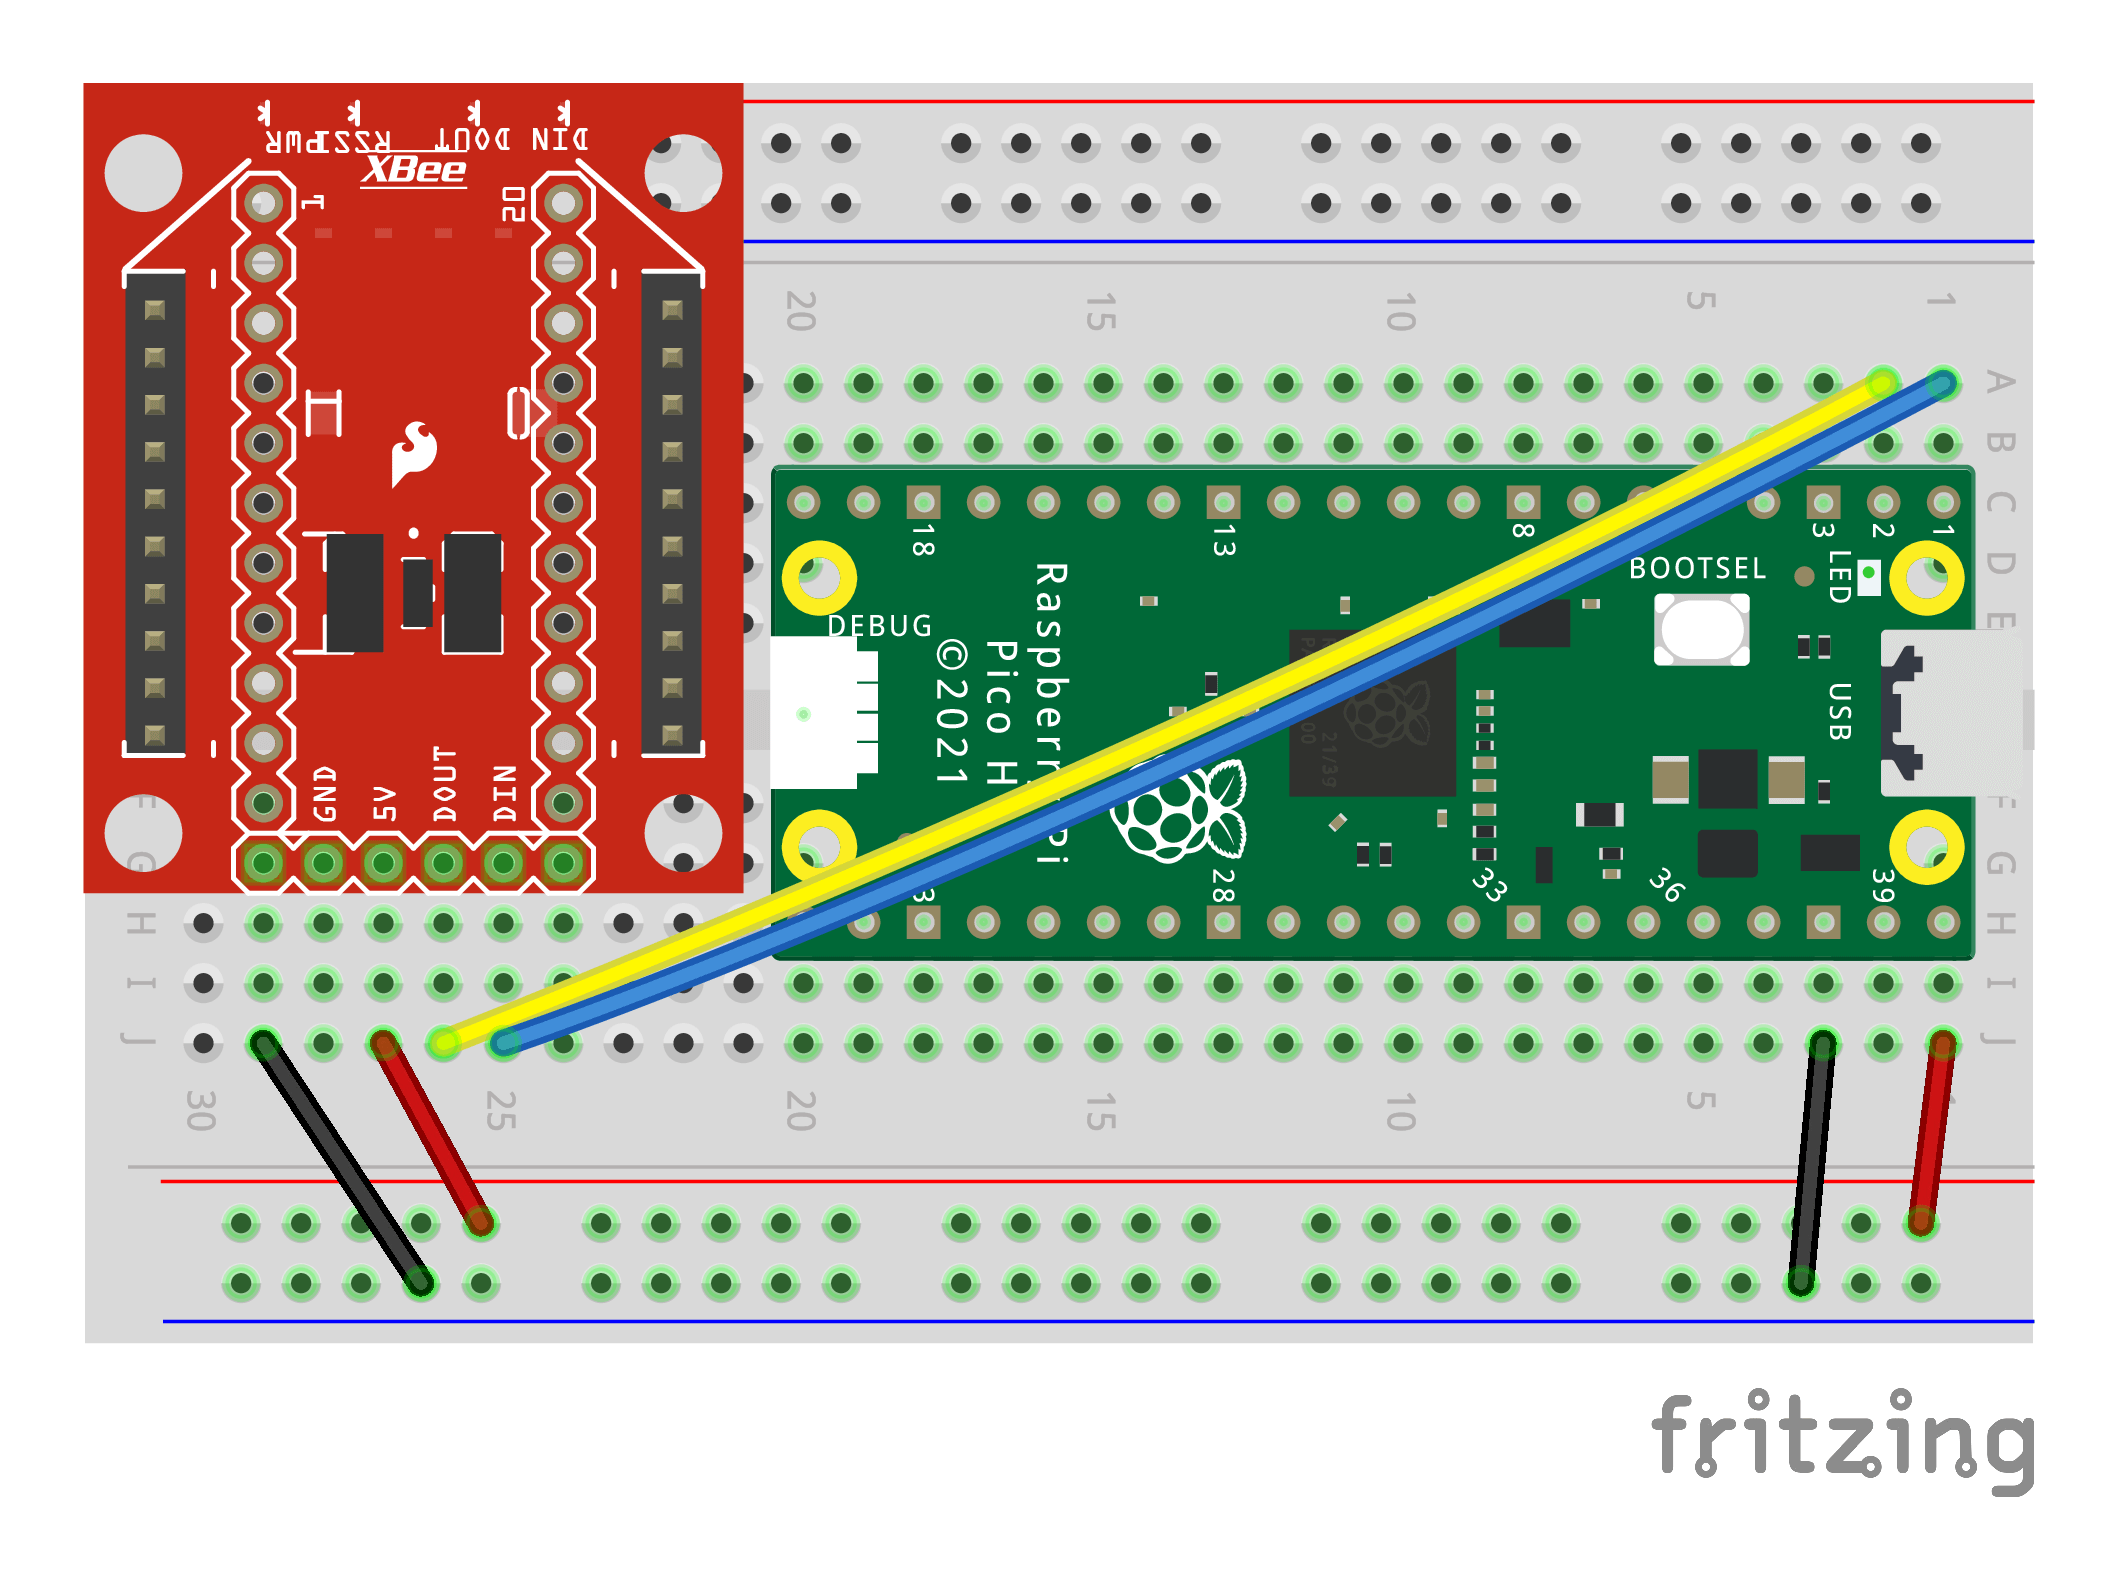 PWR RSSI DOUT DIN
XBee
1 20
20 15 10 5 1
A
B
C
D
E
F
G
H
I
J
18 13 8 3 2 1
BOOTSEL
LED
DEBUG
Raspberry Pi
Pico H
©2021
USB
21/39
GND 5V DOUT DIN
28 33 36 39
F
G
H
I
J
30 25 20 15 10 5
fritzing